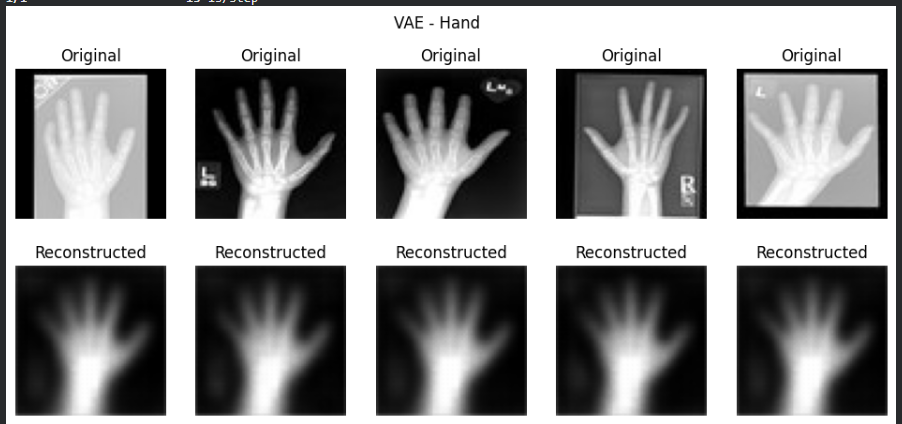 VAE - Hand
Original Original Original Original Original
L
R
L
Reconstructed Reconstructed Reconstructed Reconstructed Reconstructed